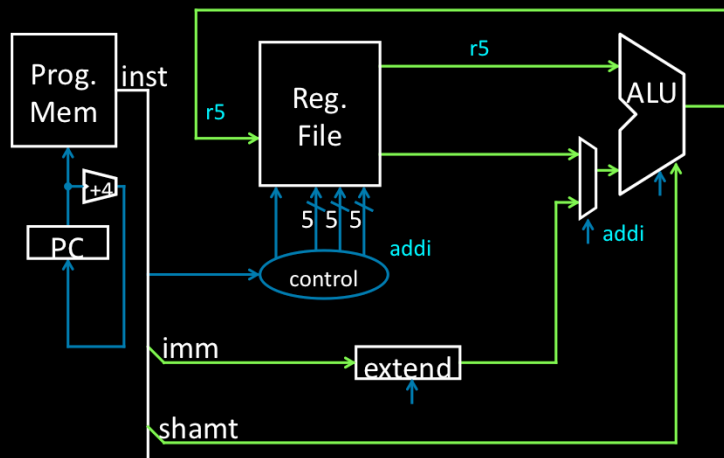 r5
Prog.
Mem
inst
Reg.
File
ALU
r5
+4
5 5 5
addi
addi
PC
control
imm
extend
shamt